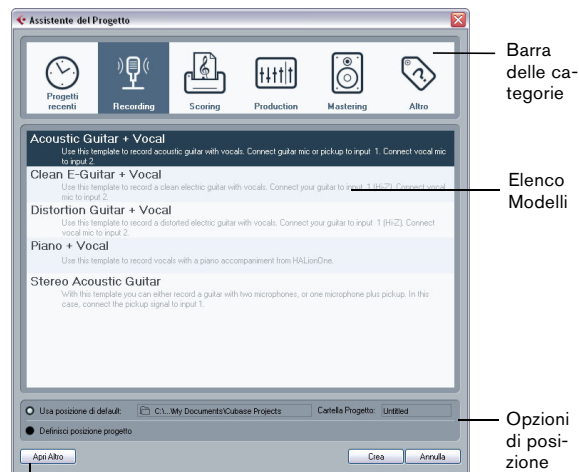 Assistente del Progetto
Progetti
recenti
Recording
Scoring
Production
Mastering
Altro
Barra
delle ca-
tegorie
Acoustic Guitar + Vocal
Use this template to record acoustic guitar with vocals. Connect guitar mic or pickup to input 1. Connect vocal mic
to input 2.
Clean E-Guitar + Vocal
Use this template to record a clean electric guitar with vocals. Connect your guitar to input 1 (Hi-Z). Connect vocal
mic to input 2.
Distortion Guitar + Vocal
Use this template to record a distorted electric guitar with vocals. Connect your guitar to input 1 (Hi-Z). Connect
vocal mic to input 2.
Piano + Vocal
Use this template to record vocals with a piano accompaniment from HALionOne.
Stereo Acoustic Guitar
With this template you can either record a guitar with two microphones, or one microphone plus pickup. In this
case, connect the pickup signal to input 1.
Elenco
Modelli
Usa posizione di default:
C:\...\My Documents\Cubase Projects
Cartella Progetto:
Untitled
Definisci posizione progetto
Opzioni
di posi-
zione
Apri Altro
Crea
Annulla